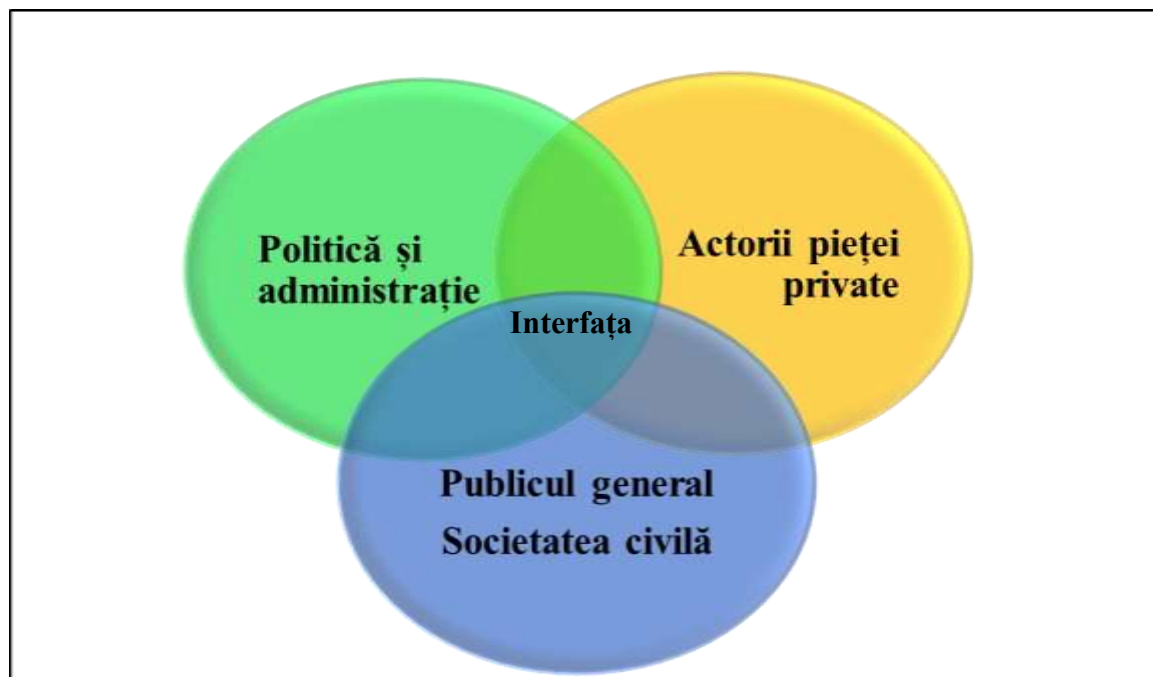 Politică și
administrație
Actorii pieței
private
Interfața
Publicul general
Societatea civilă